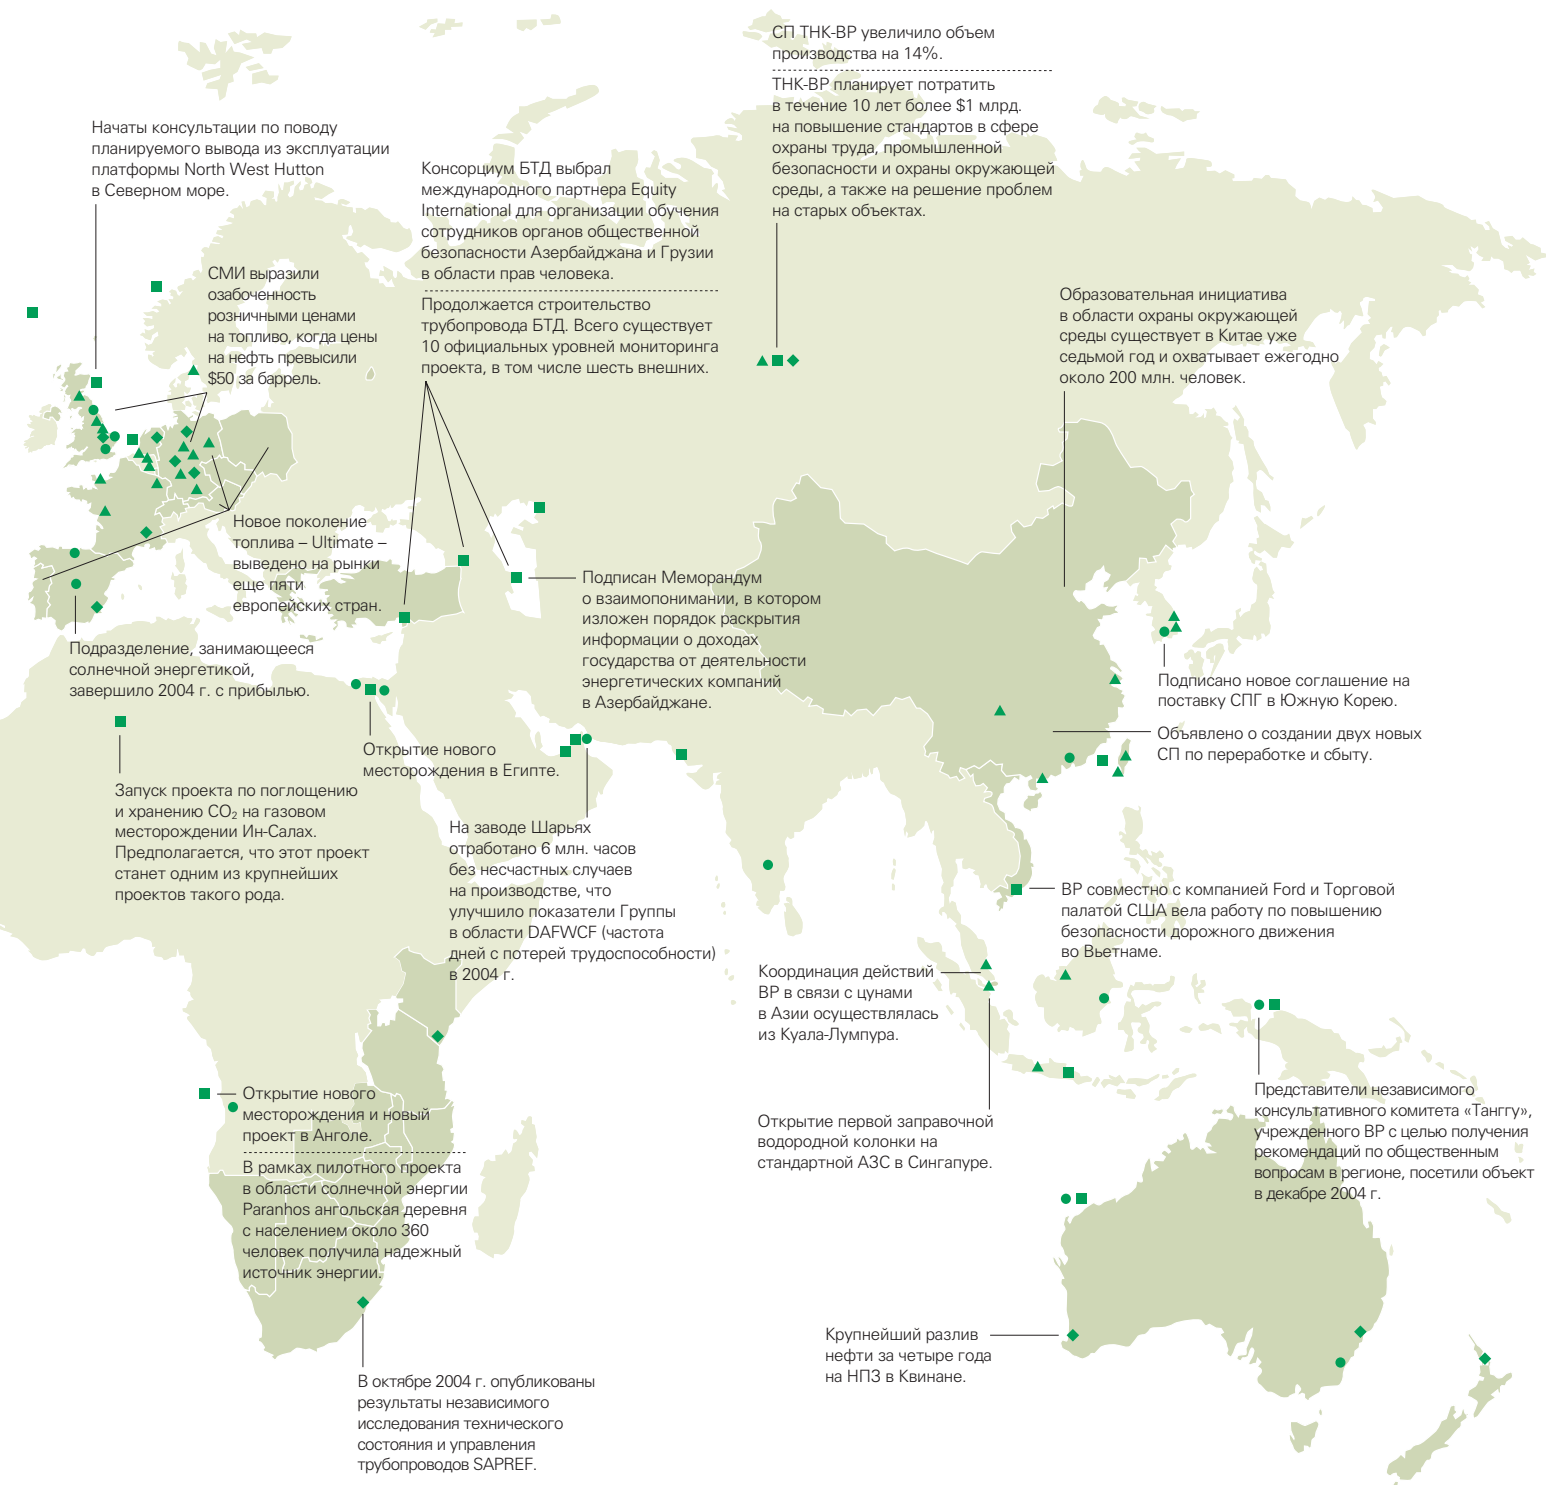 СП ТНК-ВР увеличило объем
производства на 14%.
ТНК-ВР планирует потратить
в течение 10 лет более $1 млрд.
на повышение стандартов в сфере
охраны труда, промышленной
безопасности и охраны окружающей
среды, а также на решение проблем
на старых объектах.
Начаты консультации по поводу
планируемого вывода из эксплуатации
платформы North West Hutton
в Северном море.
Консорциум БТД выбрал
международного партнера Equity
International для организации обучения
сотрудников органов общественной
безопасности Азербайджана и Грузии
в области прав человека.
Продолжается строительство
трубопровода БТД. Всего существует
10 официальных уровней мониторинга
проекта, в том числе шесть внешних.
СМИ выразили
озабоченность
розничными ценами
на топливо, когда цены
на нефть превысили
$50 за баррель.
Образовательная инициатива
в области охраны окружающей
среды существует в Китае уже
седьмой год и охватывает ежегодно
около 200 млн. человек.
Новое поколение
топлива – Ultimate –
выведено на рынки
еще пяти
европейских стран.
Подписан Меморандум
о взаимопонимании, в котором
изложен порядок раскрытия
информации о доходах
государства от деятельности
энергетических компаний
в Азербайджане.
Подразделение, занимающееся
солнечной энергетикой,
завершило 2004 г. с прибылью.
Подписано новое соглашение на
поставку СПГ в Южную Корею.
Объявлено о создании двух новых
СП по переработке и сбыту.
Открытие нового
месторождения в Египте.
Запуск проекта по поглощению
и хранению CO₂ на газовом
месторождении Ин-Салах.
Предполагается, что этот проект
станет одним из крупнейших
проектов такого рода.
На заводе Шарьях
отработано 6 млн. часов
без несчастных случаев
на производстве, что
улучшило показатели Группы
в области DAFWCF (частота
дней с потерей трудоспособности)
в 2004 г.
ВР совместно с компанией Ford и Торговой
палатой США вела работу по повышению
безопасности дорожного движения
во Вьетнаме.
Координация действий
ВР в связи с цунами
в Азии осуществлялась
из Куала-Лумпура.
Открытие нового
месторождения и новый
проект в Анголе.
В рамках пилотного проекта
в области солнечной энергии
Paranhos ангольская деревня
с населением около 360
человек получила надежный
источник энергии.
Открытие первой заправочной
водородной колонки на
стандартной АЗС в Сингапуре.
Представители независимого
консультативного комитета «Танггу»,
учрежденного ВР с целью получения
рекомендаций по общественным
вопросам в регионе, посетили объект
в декабре 2004 г.
Крупнейший разлив
нефти за четыре года
на НПЗ в Квинане.
В октябре 2004 г. опубликованы
результаты независимого
исследования технического
состояния и управления
трубопроводов SAPREF.